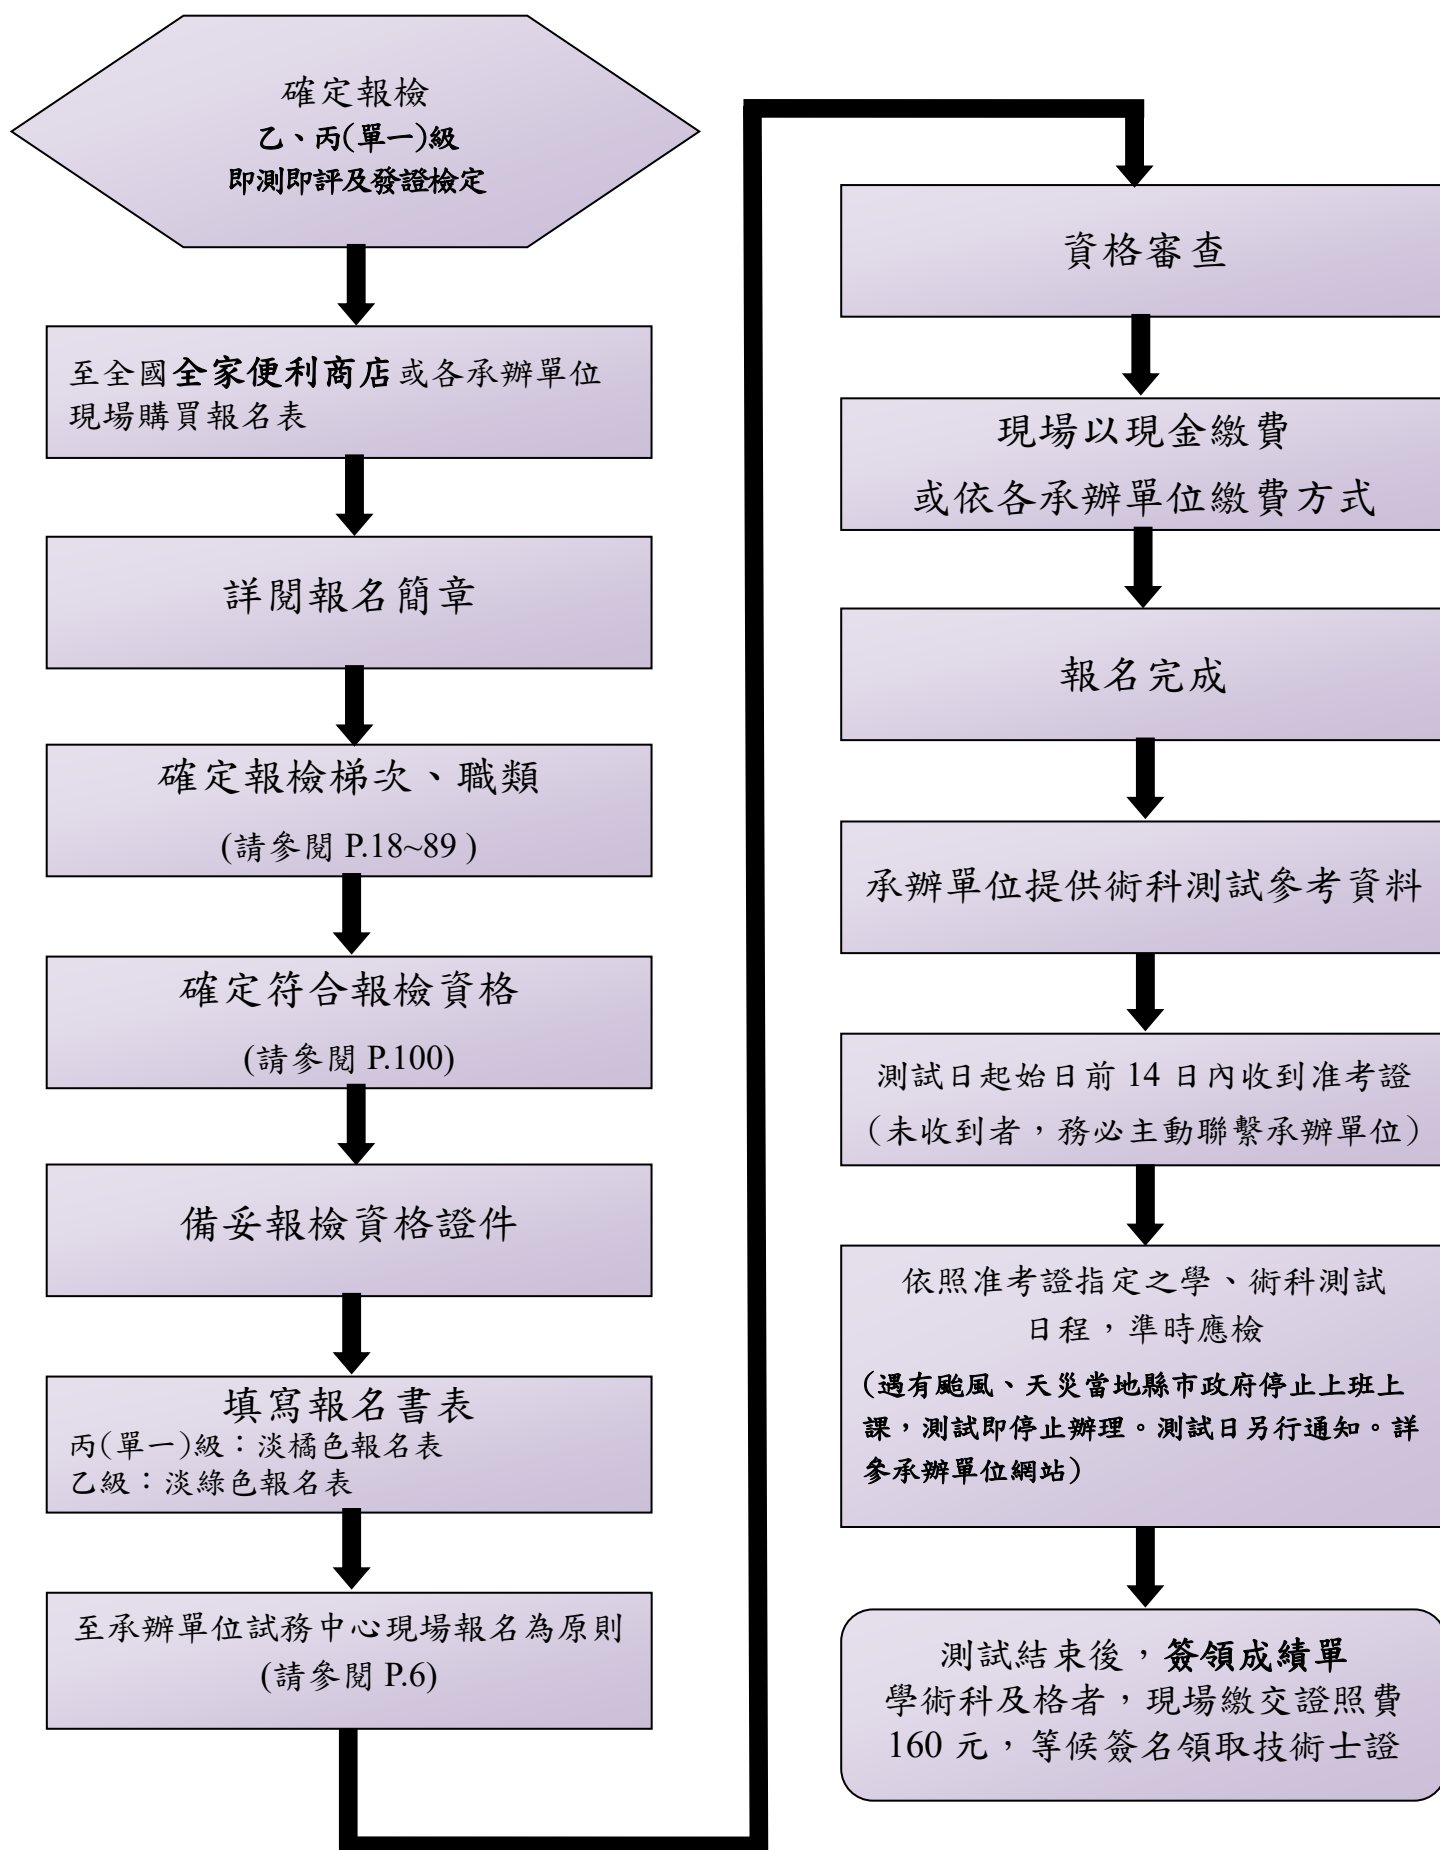 確定報檢
乙、丙(單一)級
即測即評及發證檢定
至全國全家便利商店或各承辦單位
現場購買報名表
詳閱報名簡章
確定報檢梯次、職類
(請參閱 P.18~89 )
確定符合報檢資格
(請參閱 P.100)
備妥報檢資格證件
填寫報名書表
丙(單一)級：淡橘色報名表
乙級：淡綠色報名表
至承辦單位試務中心現場報名為原則
(請參閱 P.6)
資格審查
現場以現金繳費
或依各承辦單位繳費方式
報名完成
承辦單位提供術科測試參考資料
測試日起始日前 14 日內收到准考證
（未收到者，務必主動聯繫承辦單位）
依照准考證指定之學、術科測試
日程，準時應檢
（遇有颱風、天災當地縣市政府停止上班上
課，測試即停止辦理。測試日另行通知。詳
參承辦單位網站）
測試結束後，簽領成績單
學術科及格者，現場繳交證照費
160 元，等候簽名領取技術士證